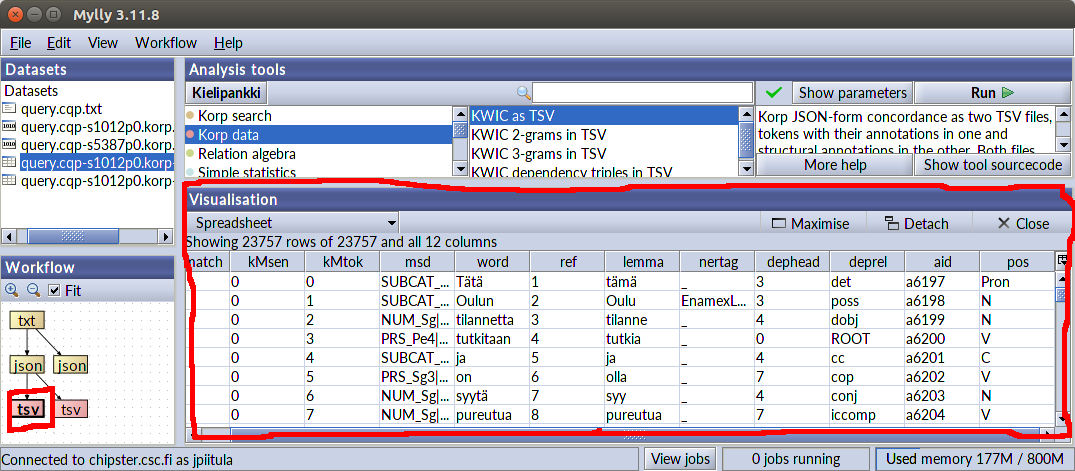 Mylly 3.11.8
File Edit View Workflow Help
Datasets
Datasets
query.cqp.txt
query.cqp-s1012p0.korp.
query.cqp-s5387p0.korp.
query.cqp-s1012p0.korp-
query.cqp-s1012p0.korp-
Workflow
Fit
txt
json json
tsv tsv
Analysis tools
Kielipankki
Show parameters Run
Korp search
Korp data
Relation algebra
Simple statistics
KWIC as TSV
KWIC 2-grams in TSV
KWIC 3-grams in TSV
KWIC dependency triples in TSV
Korp JSON-form concordance as two TSV files,
tokens with their annotations in one and
structural annotations in the other. Both files
More help Show tool sourcecode
Visualisation
Spreadsheet Maximise Detach Close
Showing 23757 rows of 23757 and all 12 columns
match kMsen kMtok msd word ref lemma nertag dephead deprel aid pos
0 0 SUBCAT_... Tätä 1 tämä _ 3 det a6197 Pron
0 1 SUBCAT_... Oulun 2 Oulu EnamexL... 3 poss a6198 N
0 2 NUM_Sg|... tilannetta 3 tilanne _ 4 dobj a6199 N
0 3 PRS_Pe4|... tutkitaan 4 tutkia _ 0 ROOT a6200 V
0 4 SUBCAT_... ja 5 ja _ 4 cc a6201 C
0 5 PRS_Sg3|... on 6 olla _ 7 cop a6202 V
0 6 NUM_Sg|... syytä 7 syy _ 4 conj a6203 N
0 7 NUM_Sg|... pureutua 8 pureutua _ 7 iccomp a6204 V
Connected to chipster.csc.fi as jpiitula View jobs 0 jobs running Used memory 177M / 800M